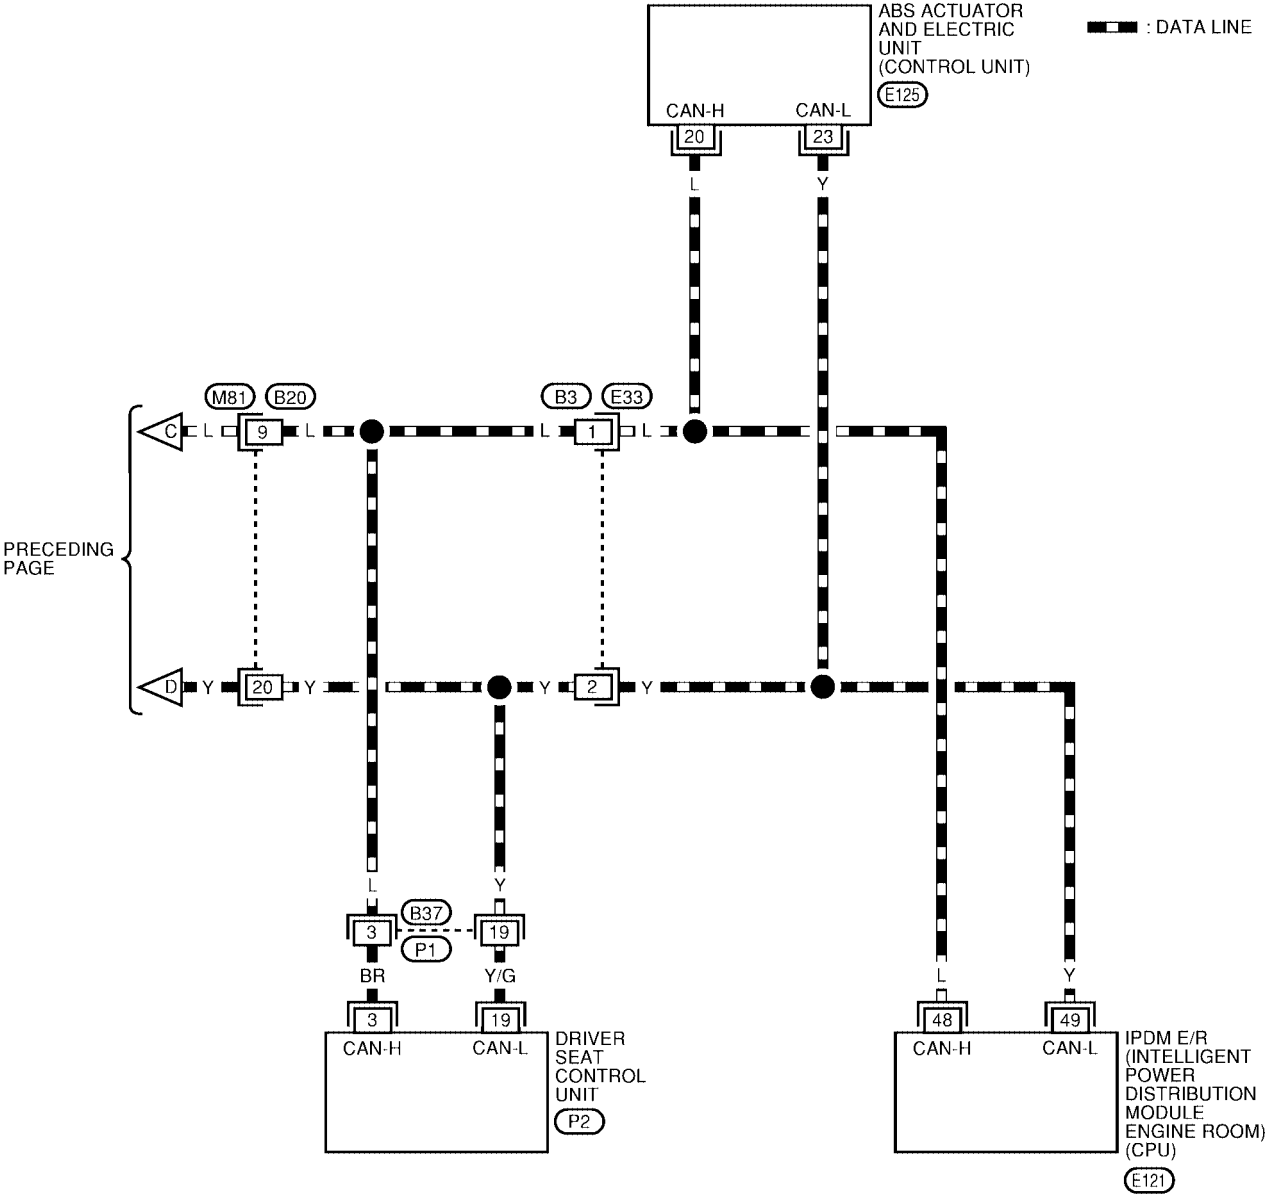 ABS ACTUATOR
AND ELECTRIC
UNIT
(CONTROL UNIT)
E125
: DATA LINE
CAN-H CAN-L
20 23
L Y
M81 B20 B3 E33
C L 9 L L 1 L
PRECEDING
PAGE
D Y 20 Y Y 2 Y
L Y
B37
3 19
P1
BR Y/G
L Y
3 19
48 49
CAN-H CAN-L
DRIVER
SEAT
CONTROL
UNIT
P2
CAN-H CAN-L
IPDM E/R
(INTELLIGENT
POWER
DISTRIBUTION
MODULE
ENGINE ROOM)
(CPU)
E121